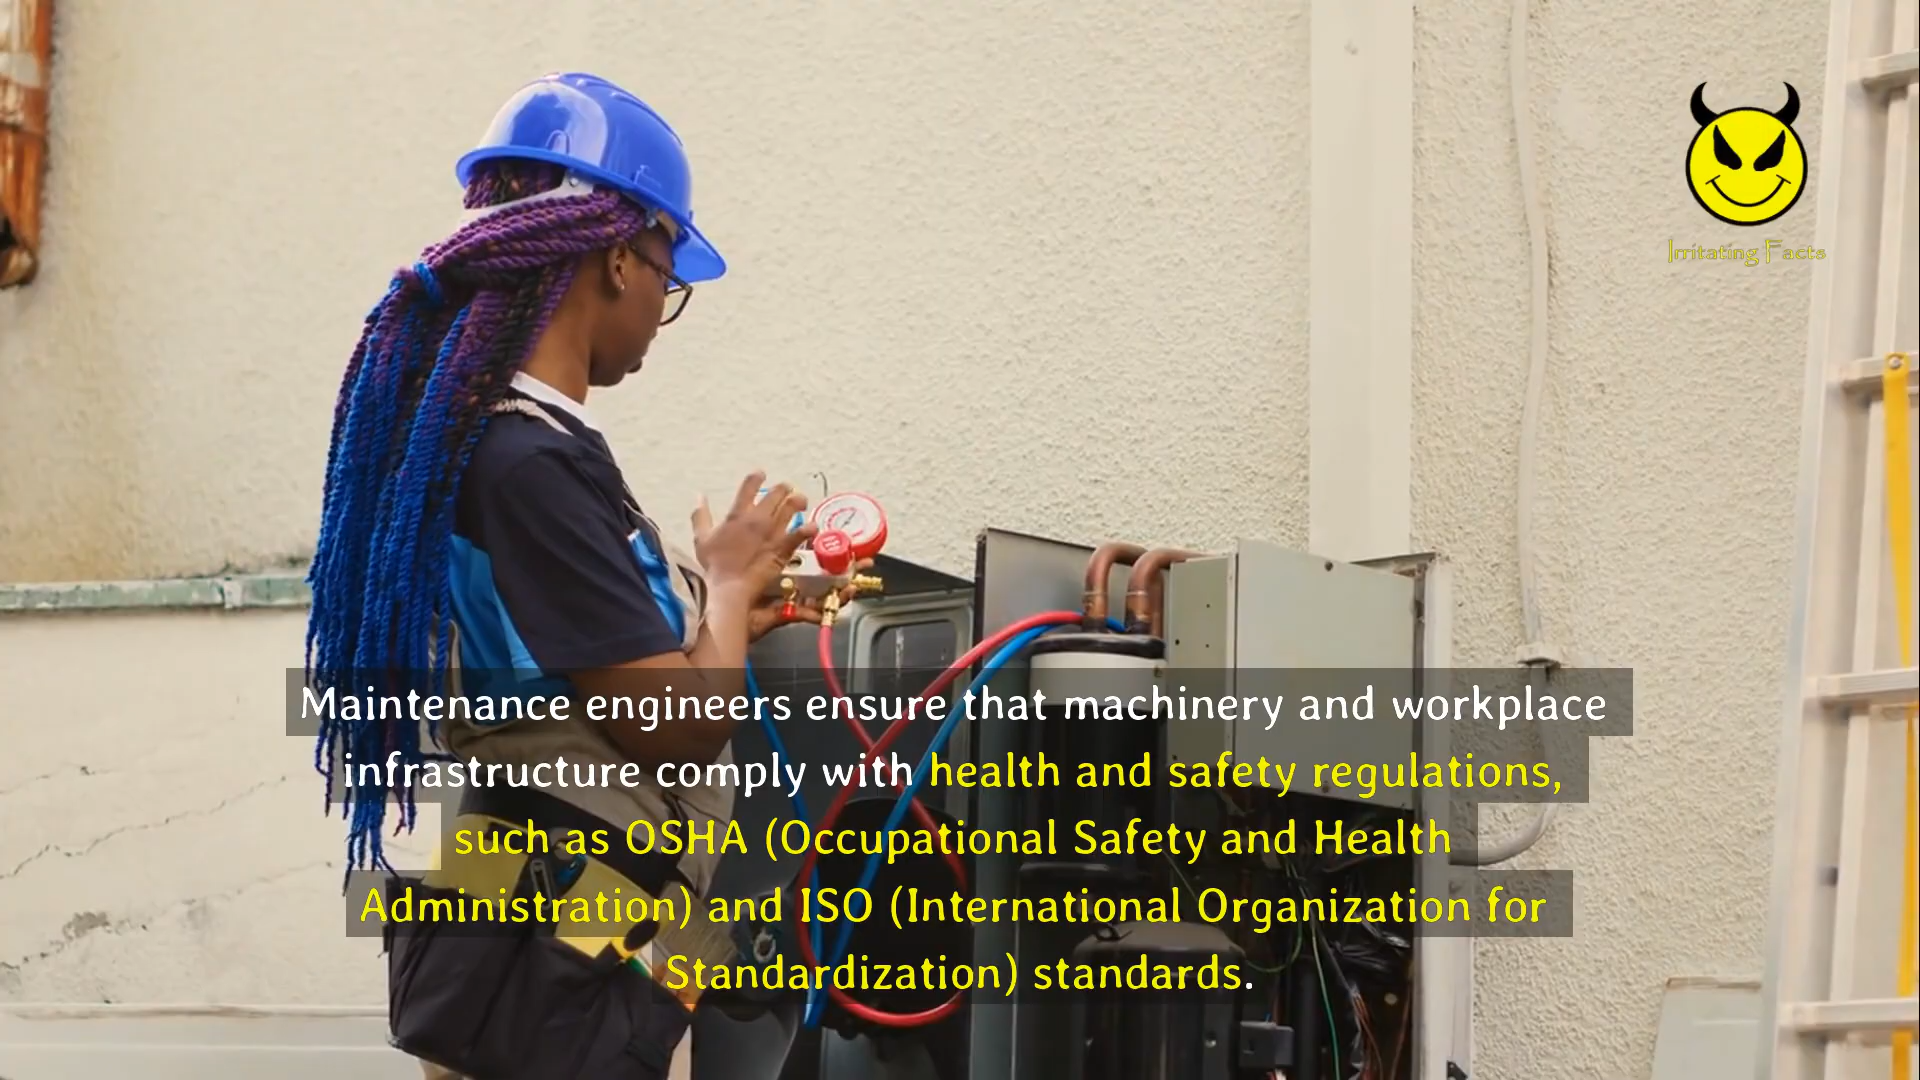 Irritating Facts
Maintenance engineers ensure that machinery and workplace
infrastructure comply with health and safety regulations,
such as OSHA (Occupational Safety and Health
Administration) and ISO (International Organization for
Standardization) standards.